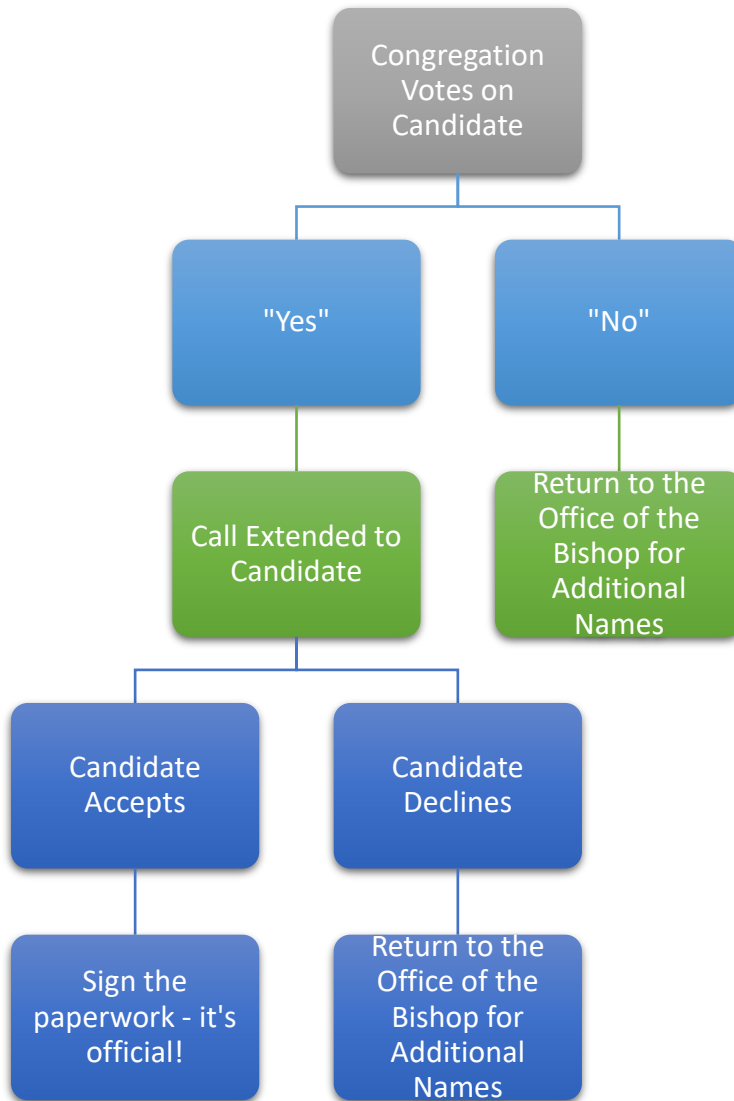 Congregation
Votes on
Candidate
"Yes"
"No"
Call Extended to
Candidate
Return to the
Office of the
Bishop for
Additional
Names
Candidate
Accepts
Candidate
Declines
Sign the
paperwork - it's
official!
Return to the
Office of the
Bishop for
Additional
Names